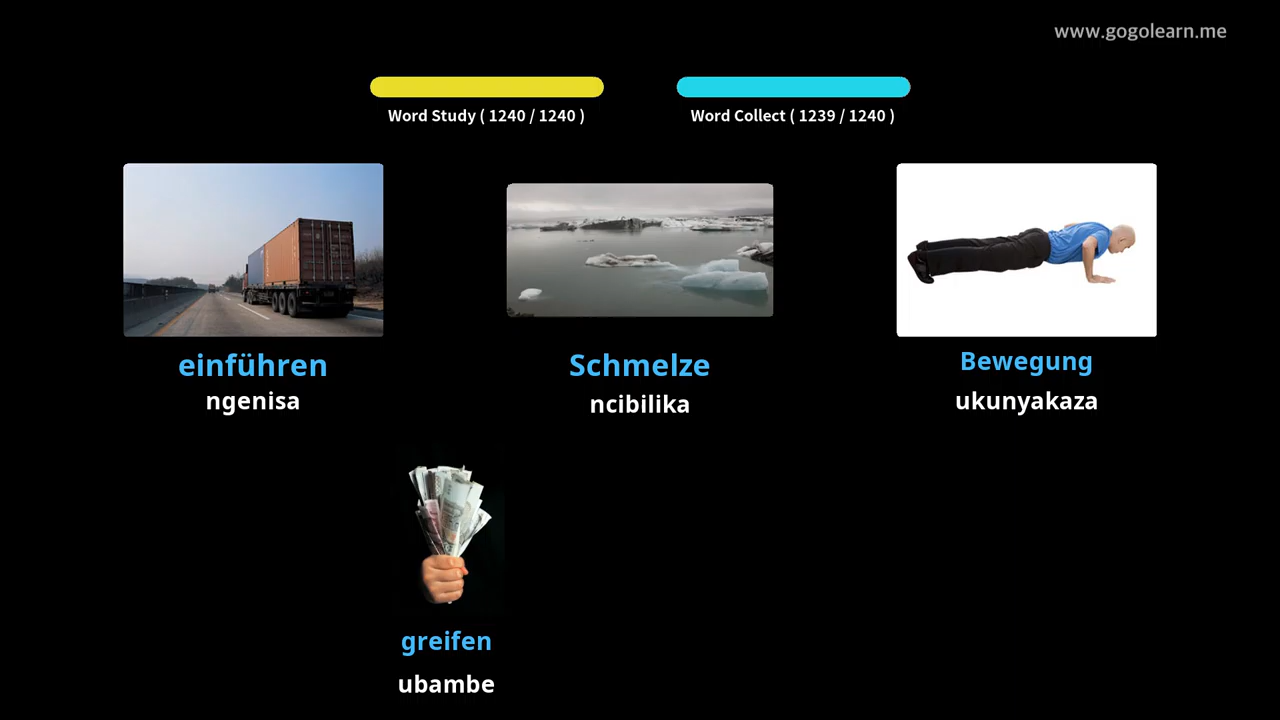 www.gogolearn.me
Word Study ( 1240 / 1240 )
Word Collect ( 1239 / 1240 )
einführen
ngenisa
Schmelze
ncibilika
Bewegung
ukunyakaza
greifen
ubambe